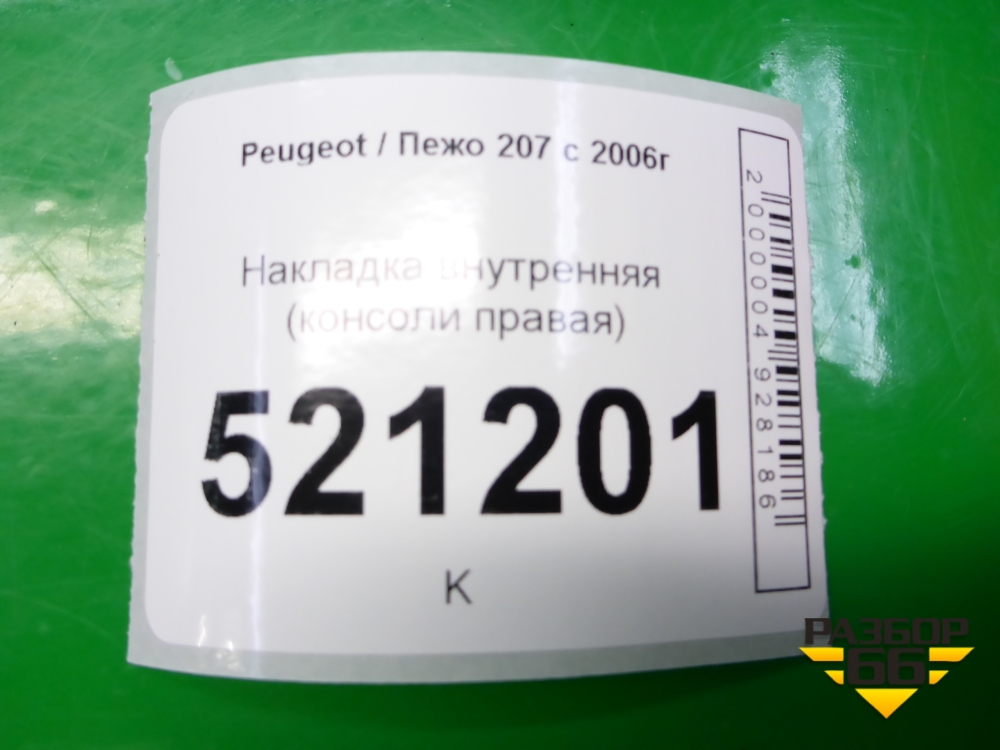 Peugeot / Пежо 207 с 2006г
Накладка внутренняя
(консоли правая)
521201
К
2000004928186
РАЗБОР
66